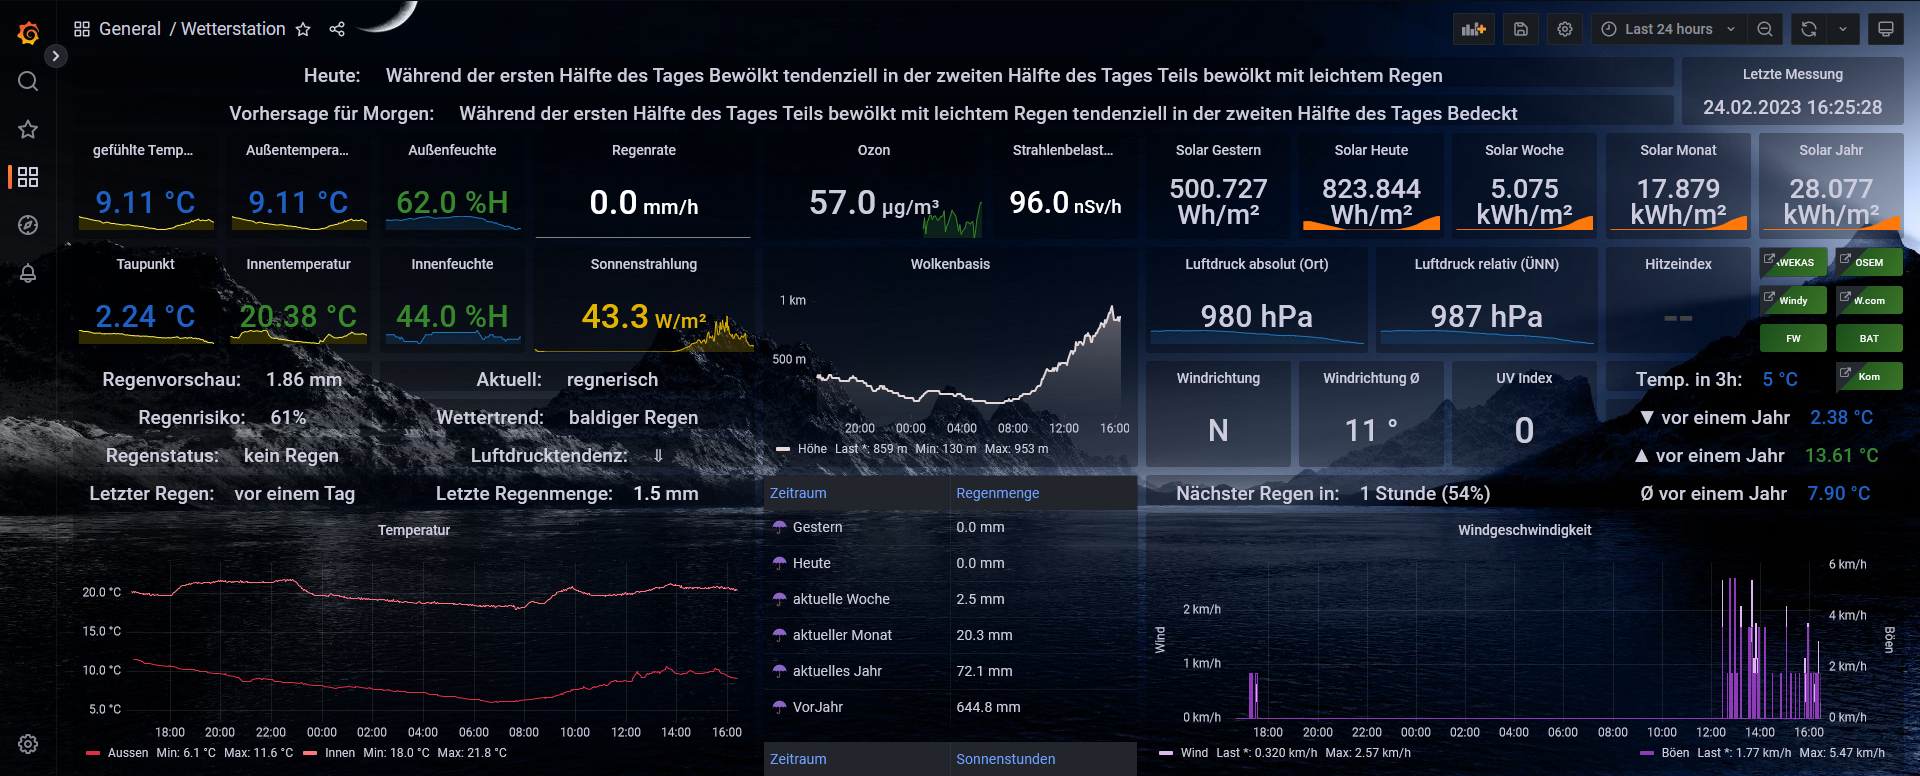 General / Wetterstation
Last 24 hours
Heute: Während der ersten Hälfte des Tages Bewölkt tendenziell in der zweiten Hälfte des Tages Teils bewölkt mit leichtem Regen
Letzte Messung
24.02.2023 16:25:28
Vorhersage für Morgen: Während der ersten Hälfte des Tages Teils bewölkt mit leichtem Regen tendenziell in der zweiten Hälfte des Tages Bedeckt
gefühlte Temp...
9.11 °C
Außentempera...
9.11 °C
Außenfeuchte
62.0 %H
Regenrate
0.0 mm/h
Ozon
57.0 µg/m³
Strahlenbelast...
96.0 nSv/h
Solar Gestern
500.727
Wh/m²
Solar Heute
823.844
Wh/m²
Solar Woche
5.075
kWh/m²
Solar Monat
17.879
kWh/m²
Solar Jahr
28.077
kWh/m²
Taupunkt
2.24 °C
Innentemperatur
20.38 °C
Innenfeuchte
44.0 %H
Sonnenstrahlung
43.3 W/m²
Wolkenbasis
1 km
500 m
20:00 00:00 04:00 08:00 12:00 16:00
Höhe Last *: 859 m Min: 130 m Max: 953 m
Luftdruck absolut (Ort)
980 hPa
Luftdruck relativ (ÜNN)
987 hPa
Hitzeindex
--
AWEKAS OSEM
Windy W.com
FW BAT
Kom
Regenvorschau: 1.86 mm
Aktuell: regnerisch
Regenrisiko: 61%
Wettertrend: baldiger Regen
Regenstatus: kein Regen
Luftdrucktendenz: ⇓
Letzter Regen: vor einem Tag
Letzte Regenmenge: 1.5 mm
Windrichtung
N
Windrichtung Ø
11 °
UV Index
0
Temp. in 3h: 5 °C
▼ vor einem Jahr 2.38 °C
▲ vor einem Jahr 13.61 °C
Nächster Regen in: 1 Stunde (54%)
Ø vor einem Jahr 7.90 °C
Temperatur
20.0 °C
15.0 °C
10.0 °C
5.0 °C
18:00 20:00 22:00 00:00 02:00 04:00 06:00 08:00 10:00 12:00 14:00 16:00
Aussen Min: 6.1 °C Max: 11.6 °C Innen Min: 18.0 °C Max: 21.8 °C
Zeitraum Regenmenge
Gestern 0.0 mm
Heute 0.0 mm
aktuelle Woche 2.5 mm
aktueller Monat 20.3 mm
aktuelles Jahr 72.1 mm
VorJahr 644.8 mm
Zeitraum Sonnenstunden
Windgeschwindigkeit
Wind
2 km/h
1 km/h
0 km/h
6 km/h
4 km/h
2 km/h
0 km/h
Böen
18:00 20:00 22:00 00:00 02:00 04:00 06:00 08:00 10:00 12:00 14:00 16:00
Wind Last *: 0.320 km/h Max: 2.57 km/h
Böen Last *: 1.77 km/h Max: 5.47 km/h